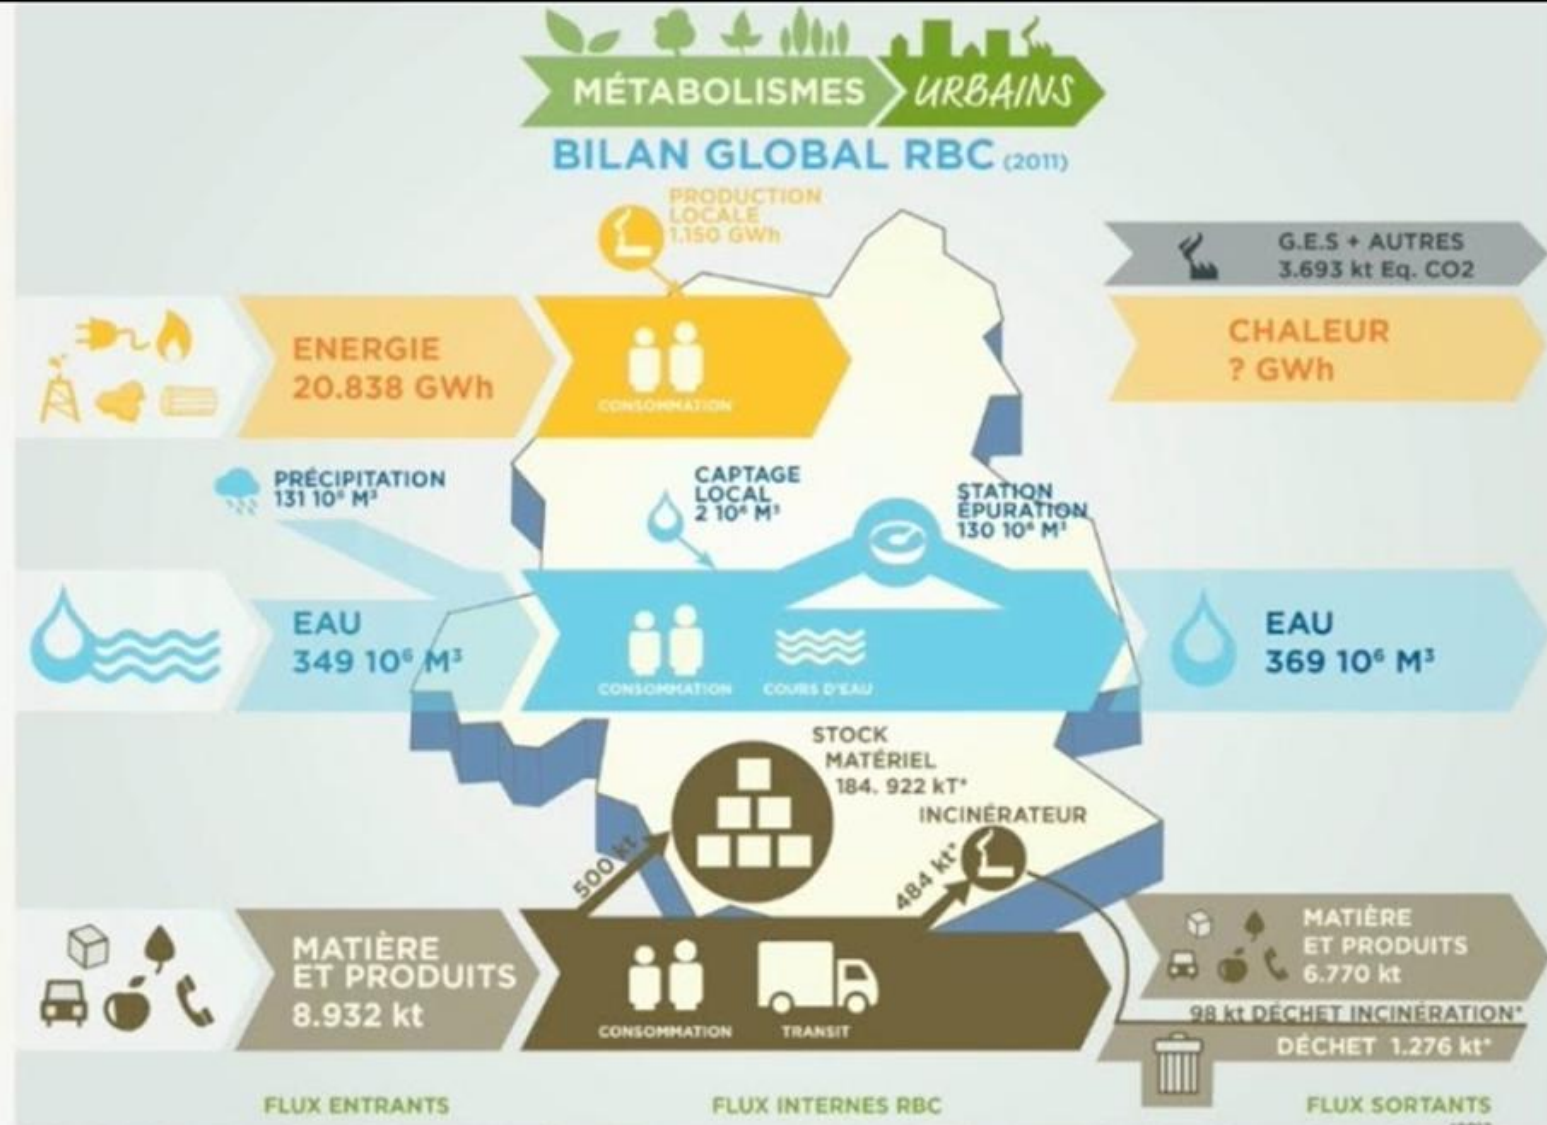 MÉTABOLISMES URBAINS
BILAN GLOBAL RBC (2011)
PRODUCTION
LOCALE
1.150 GWh
G.E.S + AUTRES
3.693 kt Eq. CO2
ENERGIE
20.838 GWh
CONSOMMATION
CHALEUR
? GWh
PRÉCIPITATION
131 10⁶ M³
CAPTAGE
LOCAL
2 10⁶ M³
STATION
ÉPURATION
130 10⁶ M³
EAU
349 10⁶ M³
CONSOMMATION
COURS D'EAU
EAU
369 10⁶ M³
STOCK
MATÉRIEL
184. 922 kT*
INCINÉRATEUR
500 kt
484 kt*
MATIÈRE
ET PRODUITS
8.932 kt
CONSOMMATION
TRANSIT
MATIÈRE
ET PRODUITS
6.770 kt
98 kt DÉCHET INCINÉRATION*
DÉCHET 1.276 kt*
FLUX ENTRANTS
FLUX INTERNES RBC
FLUX SORTANTS